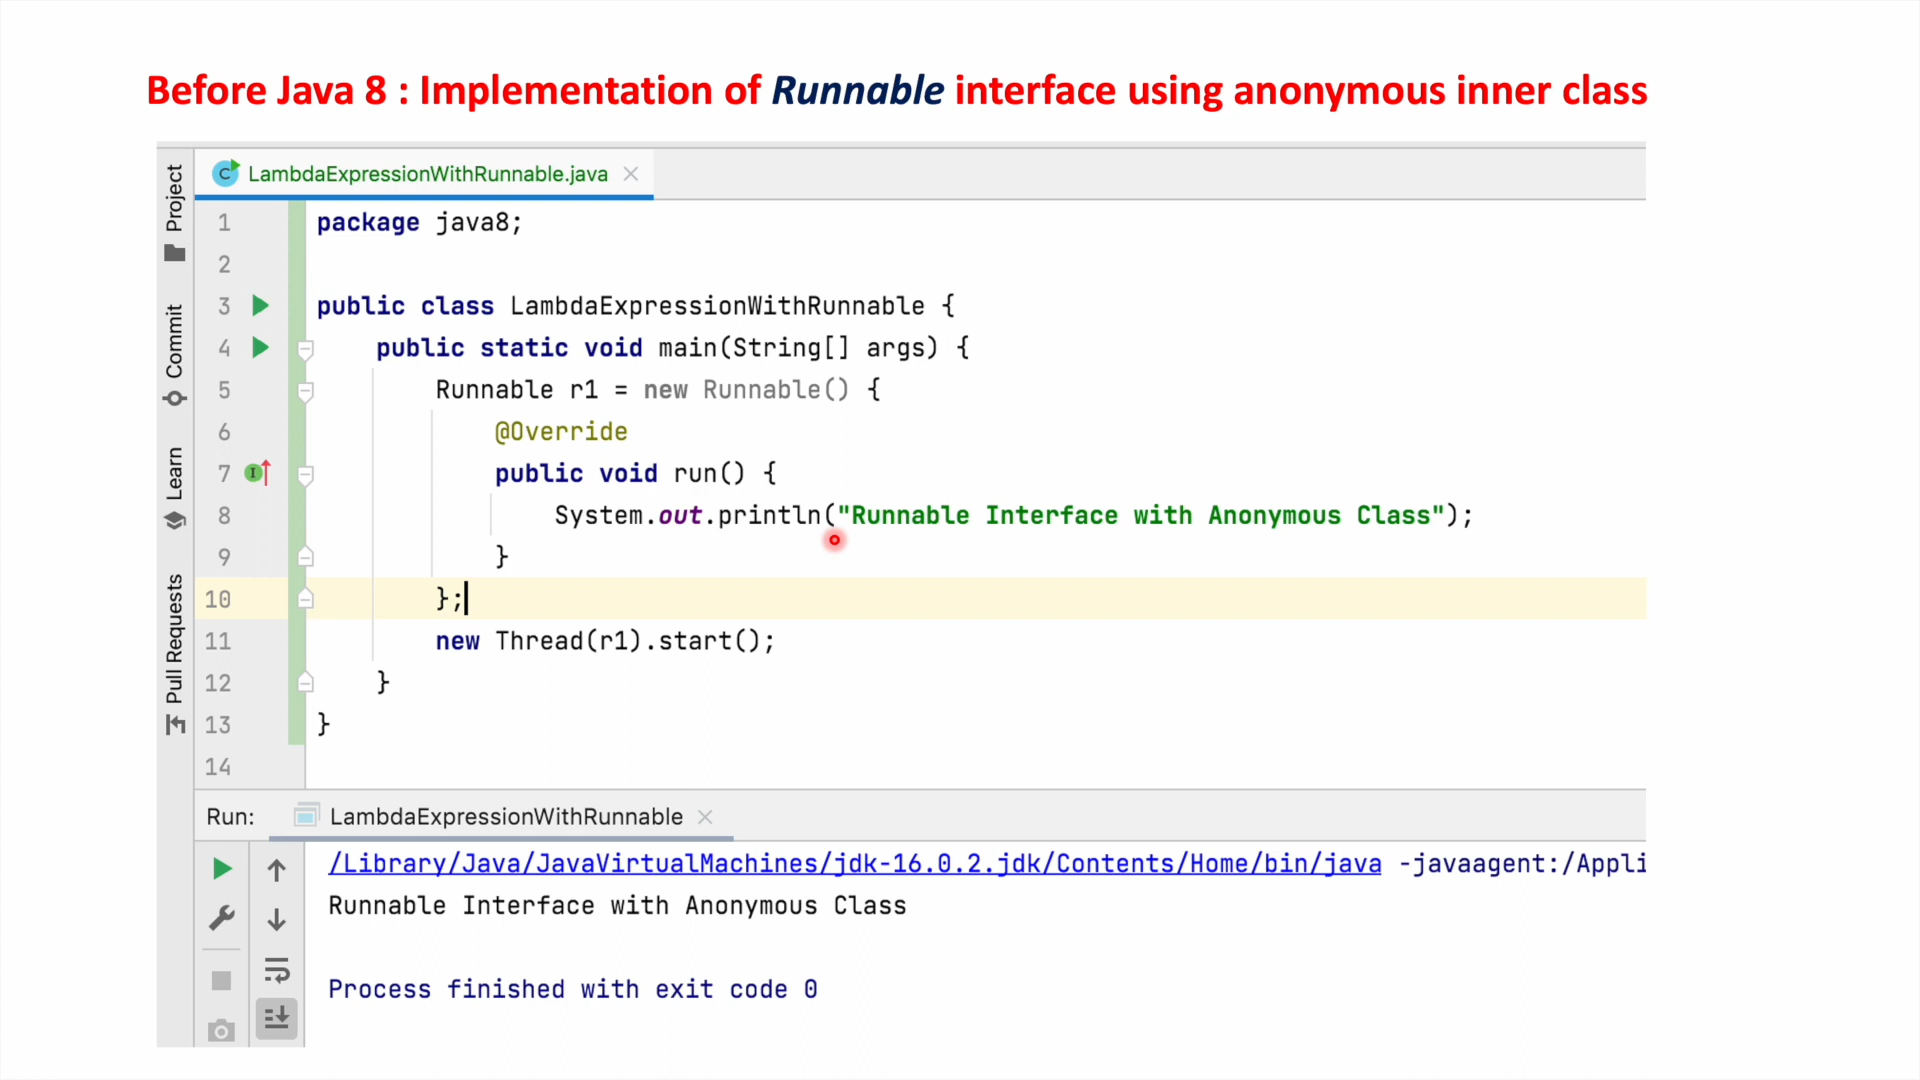 Before Java 8 : Implementation of Runnable interface using anonymous inner class
Project
Commit
Learn
Pull Requests
LambdaExpressionWithRunnable.java
1 package java8;
2
3 public class LambdaExpressionWithRunnable {
4 public static void main(String[] args) {
5 Runnable r1 = new Runnable() {
6 @Override
7 public void run() {
8 System.out.println("Runnable Interface with Anonymous Class");
9 }
10 };
11 new Thread(r1).start();
12 }
13 }
14
Run: LambdaExpressionWithRunnable
/Library/Java/JavaVirtualMachines/jdk-16.0.2.jdk/Contents/Home/bin/java -javaagent:/Appli
Runnable Interface with Anonymous Class
Process finished with exit code 0